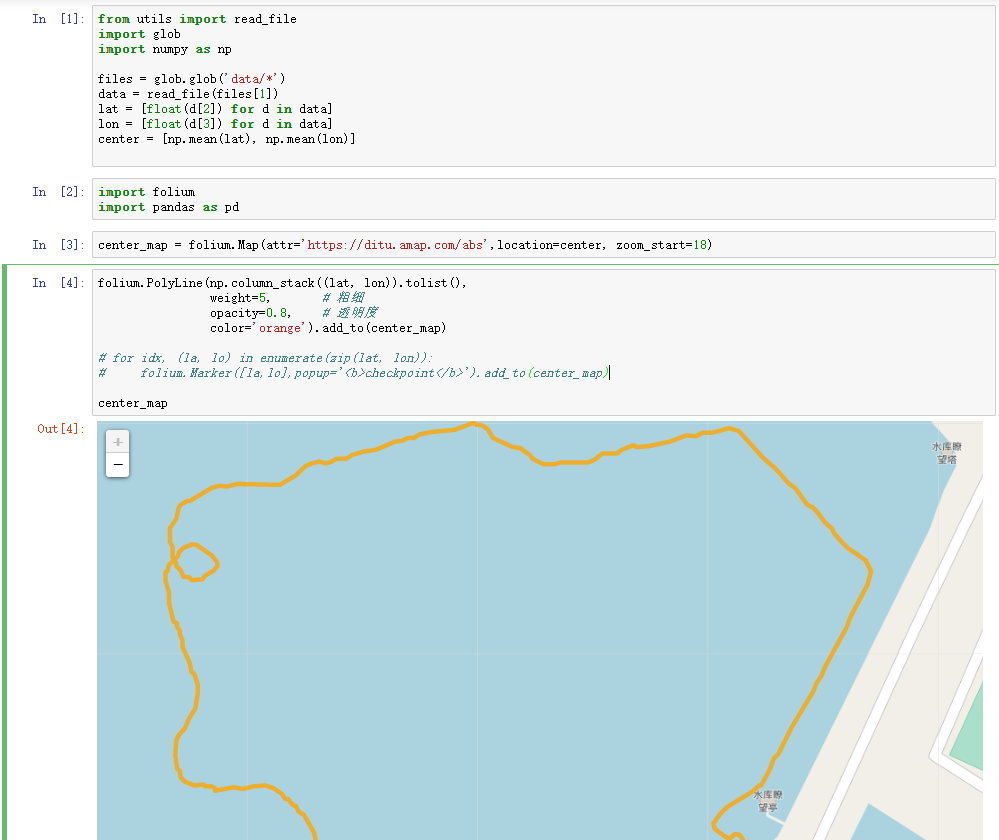 In [1]:
from utils import read_file
import glob
import numpy as np
files = glob.glob('data/*')
data = read_file(files[1])
lat = [float(d[2]) for d in data]
lon = [float(d[3]) for d in data]
center = [np.mean(lat), np.mean(lon)]
In [2]:
import folium
import pandas as pd
In [3]:
center_map = folium.Map(attr='https://ditu.amap.com/abs',location=center, zoom_start=18)
In [4]:
folium.PolyLine(np.column_stack((lat, lon)).tolist(),
weight=5, # 粗细
opacity=0.8, # 透明度
color='orange').add_to(center_map)
# for idx, (la, lo) in enumerate(zip(lat, lon)):
# folium.Marker([la,lo],popup='<b>checkpoint</b>').add_to(center_map)
center_map
Out[4]:
+
−
水库瞭
望塔
水库瞭
望亭